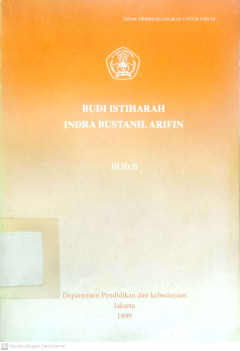 TIDAK DIPERDAGANGKAN UNTUK UMUM
BUDI ISTIHARAH
INDRA BUSTANIL ARIFIN
JILID II
Departemen Pendidikan dan kebudayaan
Jakarta
1999
Dipindai dengan CamScanner